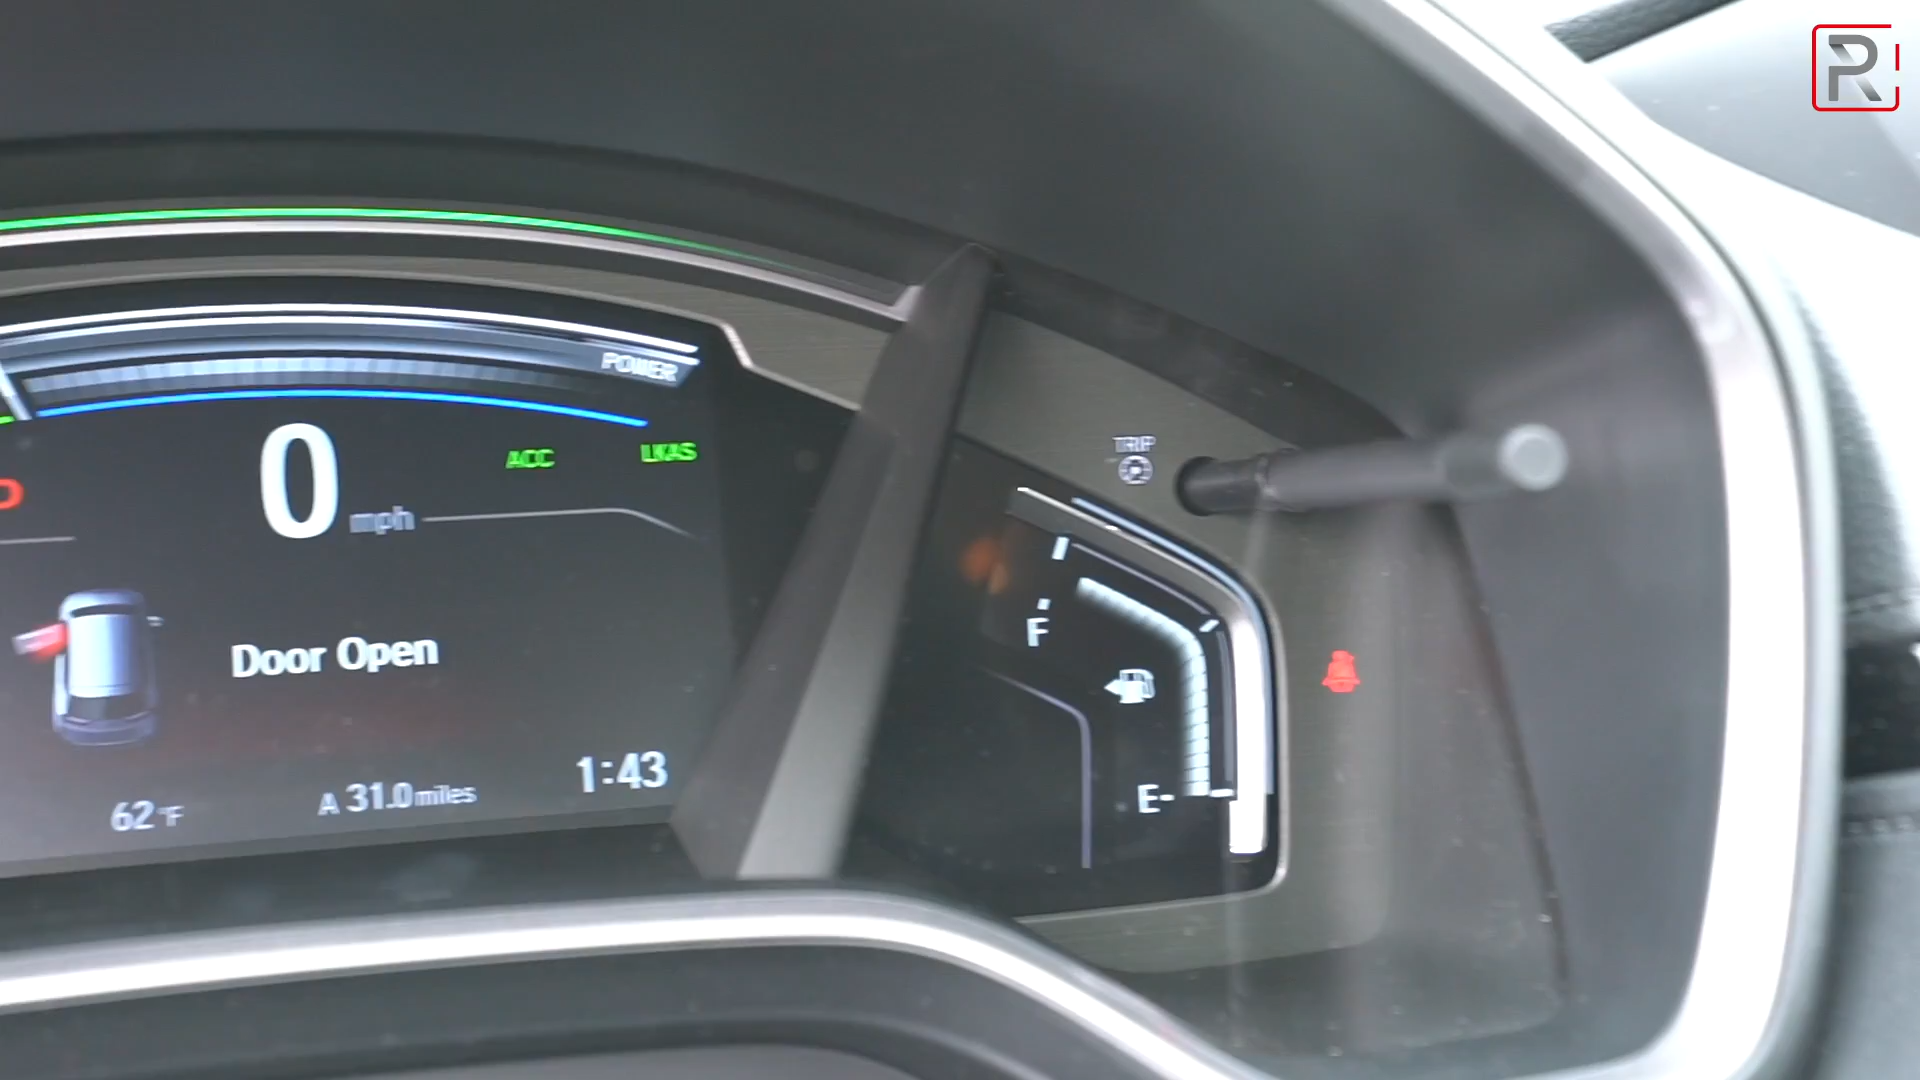 POWER
0 mph
ACC
LKAS
TRIP
F
Door Open
E-
1:43
A 31.0 miles
62°F
R